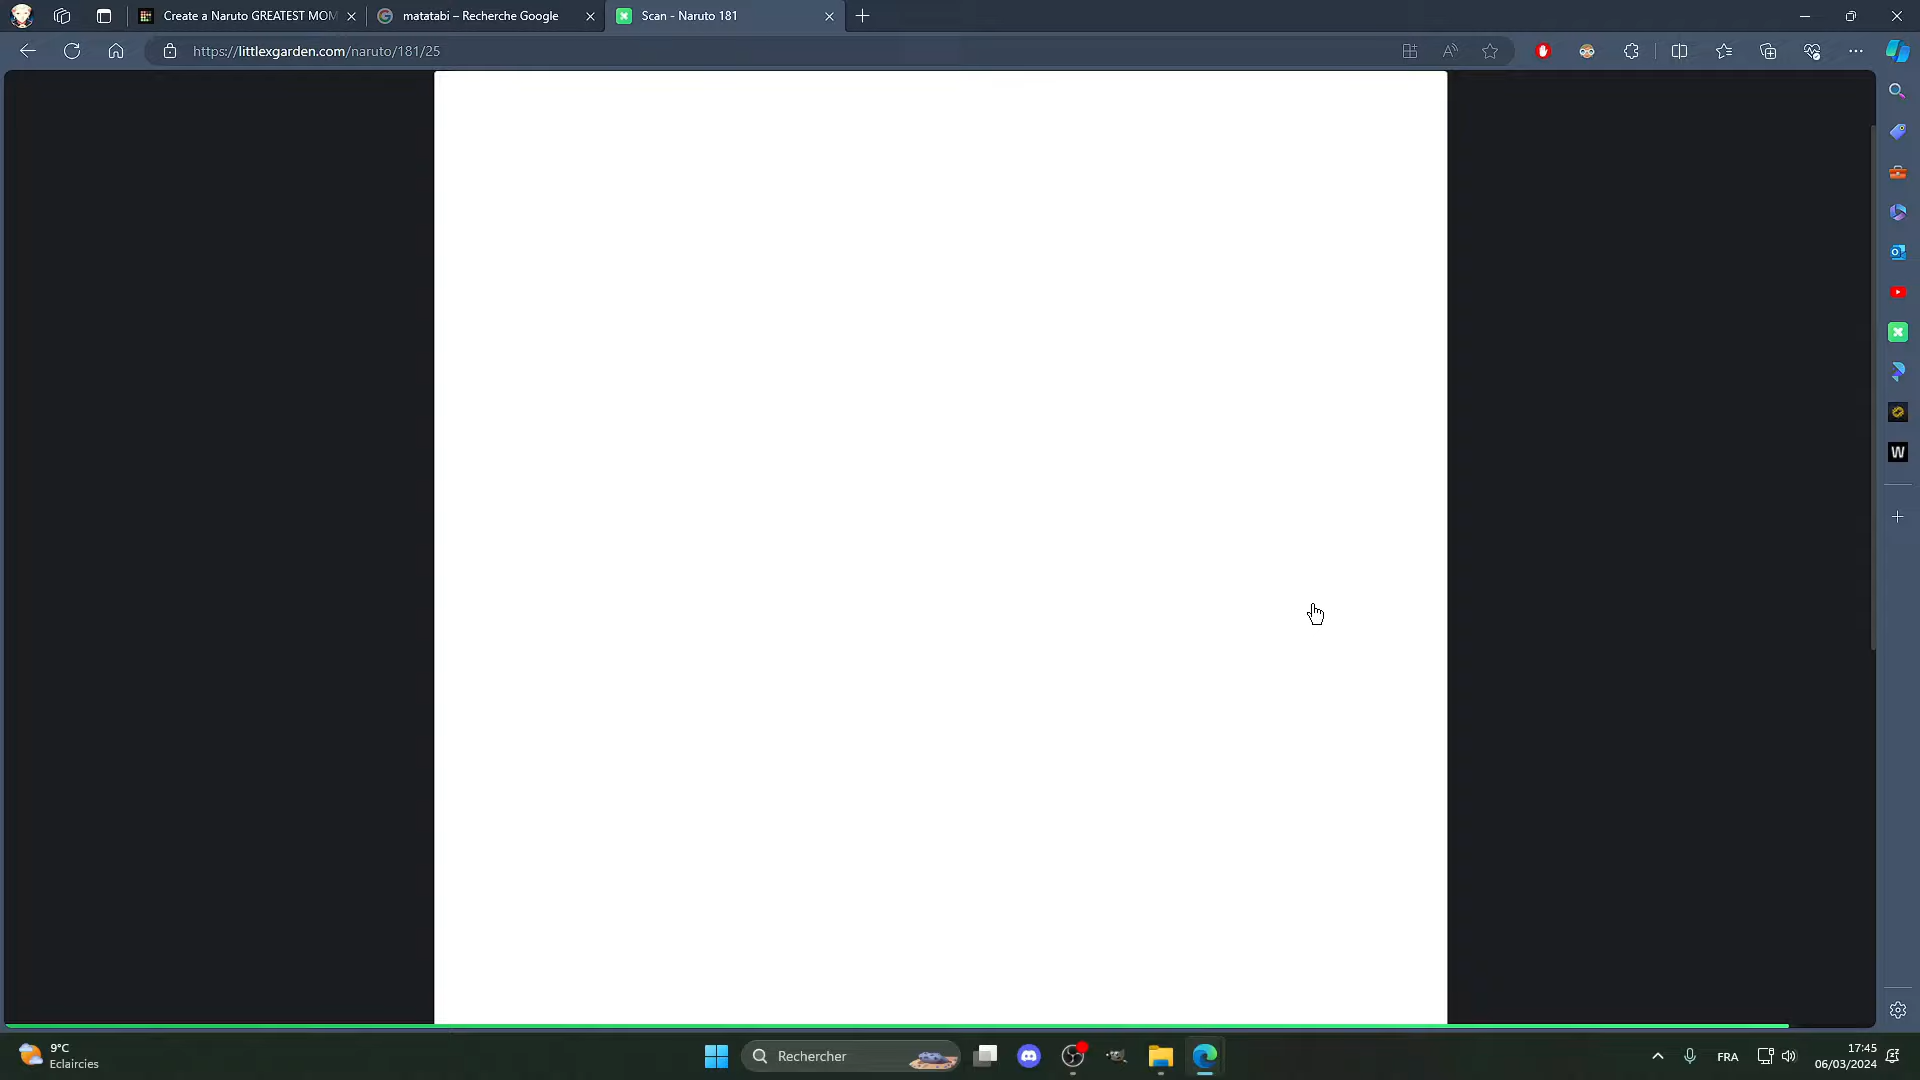 Create a Naruto GREATEST MOM
matatabi – Recherche Google
Scan - Naruto 181
https://littlexgarden.com/naruto/181/25
W
9°C
Eclaircies
Rechercher
FRA
17:45
06/03/2024